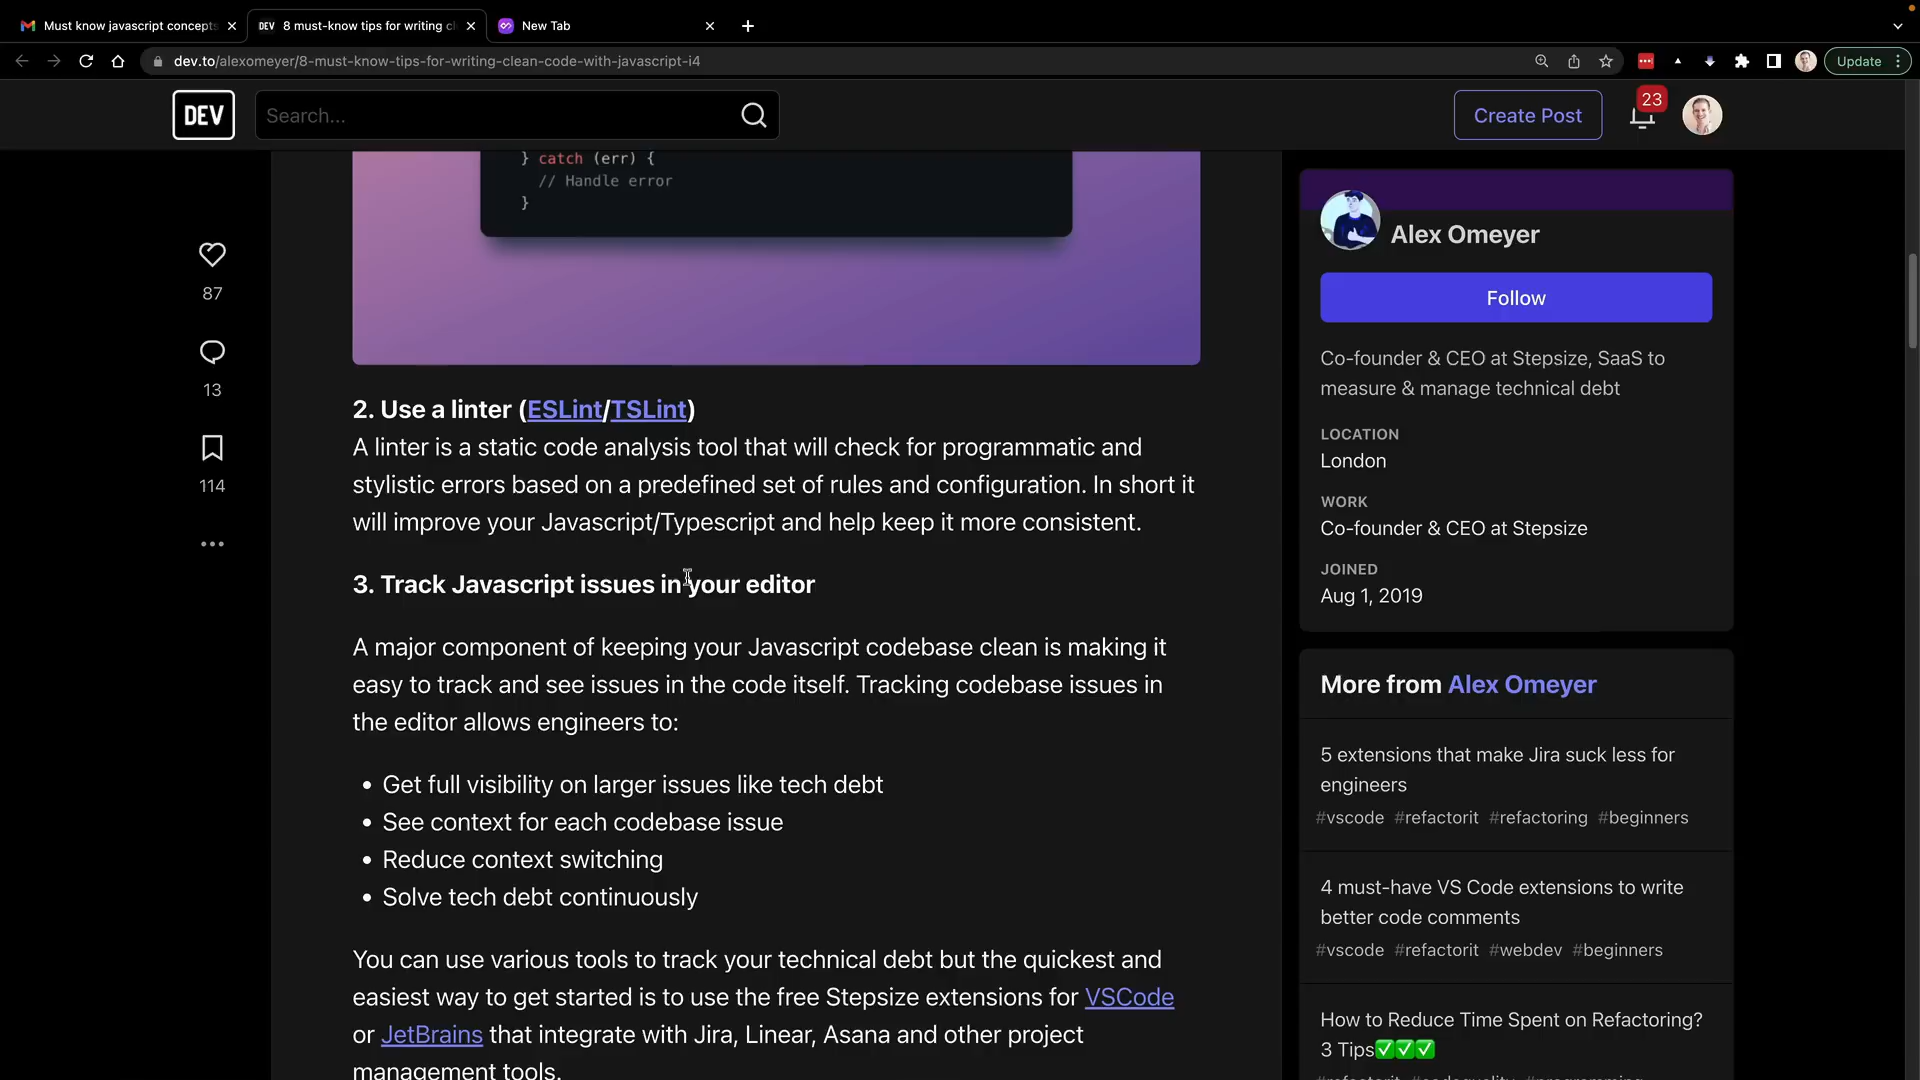 Must know javascript concepts
DEV 8 must-know tips for writing cl
New Tab
dev.to/alexomeyer/8-must-know-tips-for-writing-clean-code-with-javascript-i4
Update
DEV
Search...
Create Post
23
} catch (err) {
// Handle error
}
87
13
114
2. Use a linter (ESLint/TSLint)
A linter is a static code analysis tool that will check for programmatic and
stylistic errors based on a predefined set of rules and configuration. In short it
will improve your Javascript/Typescript and help keep it more consistent.
3. Track Javascript issues in your editor
A major component of keeping your Javascript codebase clean is making it
easy to track and see issues in the code itself. Tracking codebase issues in
the editor allows engineers to:
• Get full visibility on larger issues like tech debt
• See context for each codebase issue
• Reduce context switching
• Solve tech debt continuously
You can use various tools to track your technical debt but the quickest and
easiest way to get started is to use the free Stepsize extensions for VSCode
or JetBrains that integrate with Jira, Linear, Asana and other project
management tools.
Alex Omeyer
Follow
Co-founder & CEO at Stepsize, SaaS to
measure & manage technical debt
LOCATION
London
WORK
Co-founder & CEO at Stepsize
JOINED
Aug 1, 2019
More from Alex Omeyer
5 extensions that make Jira suck less for
engineers
#vscode #refactorit #refactoring #beginners
4 must-have VS Code extensions to write
better code comments
#vscode #refactorit #webdev #beginners
How to Reduce Time Spent on Refactoring?
3 Tips✅✅✅